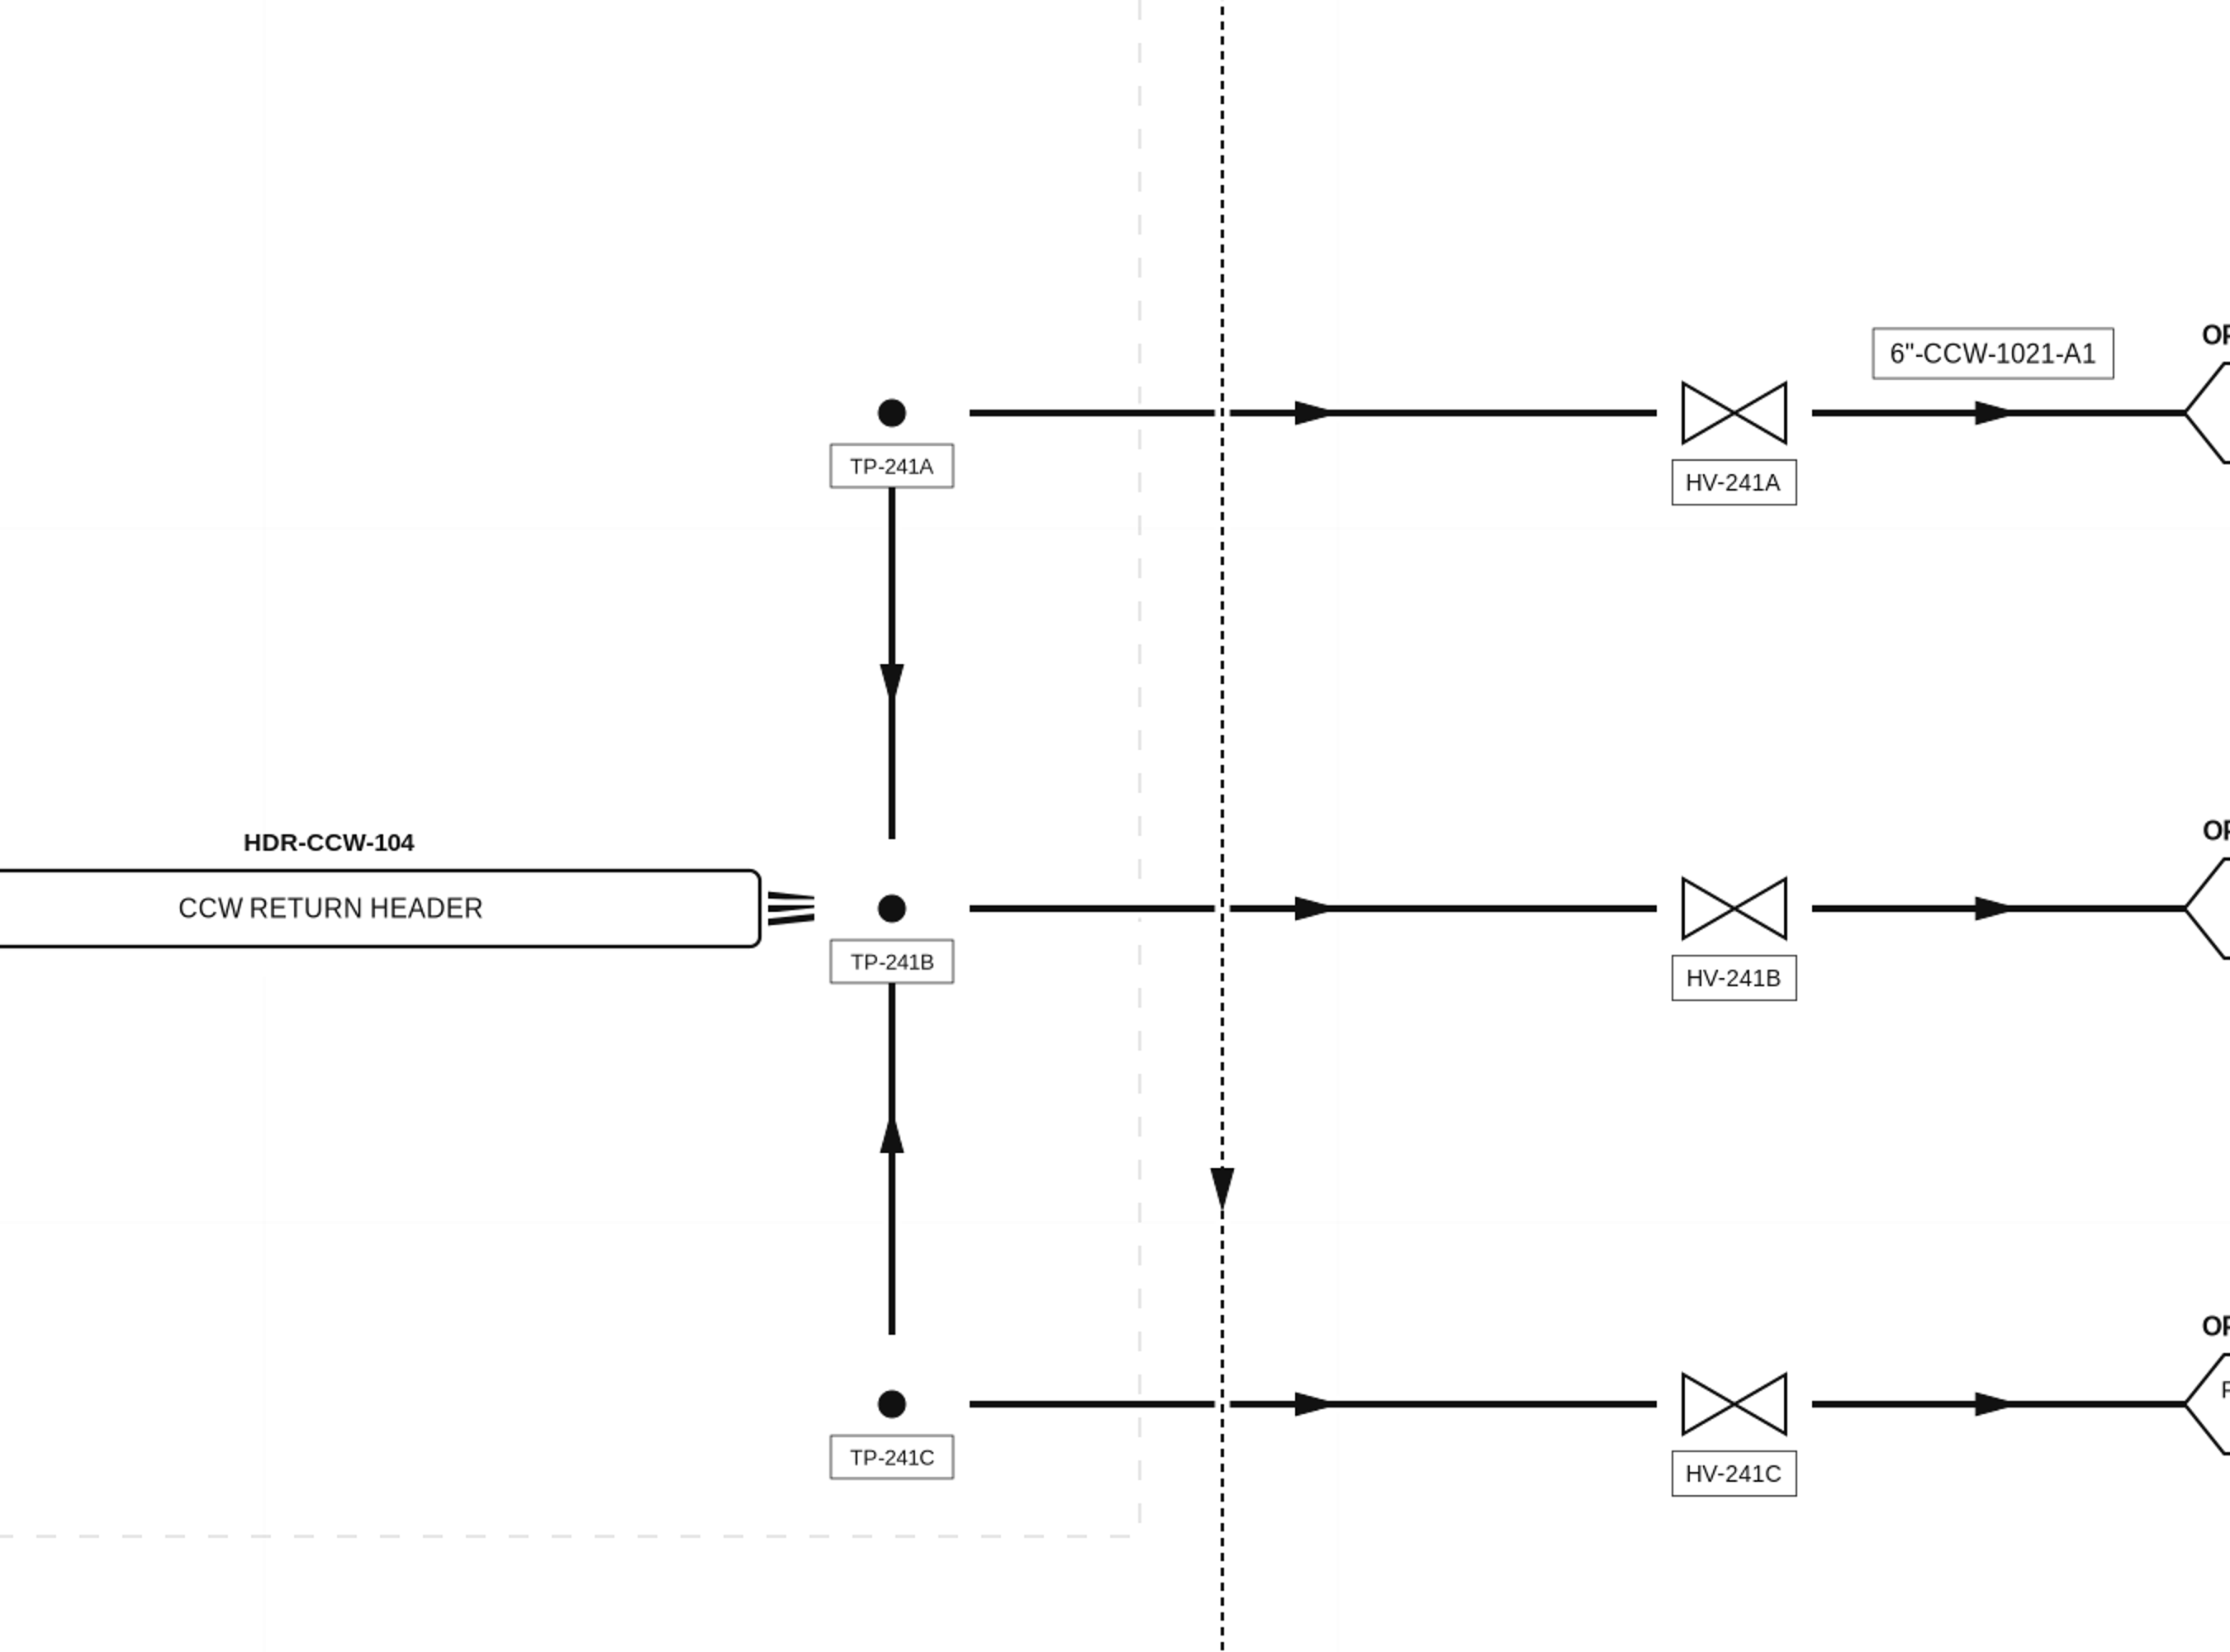 6"-CCW-1021-A1
TP-241A
HV-241A
HDR-CCW-104
CCW RETURN HEADER
TP-241B
HV-241B
TP-241C
HV-241C